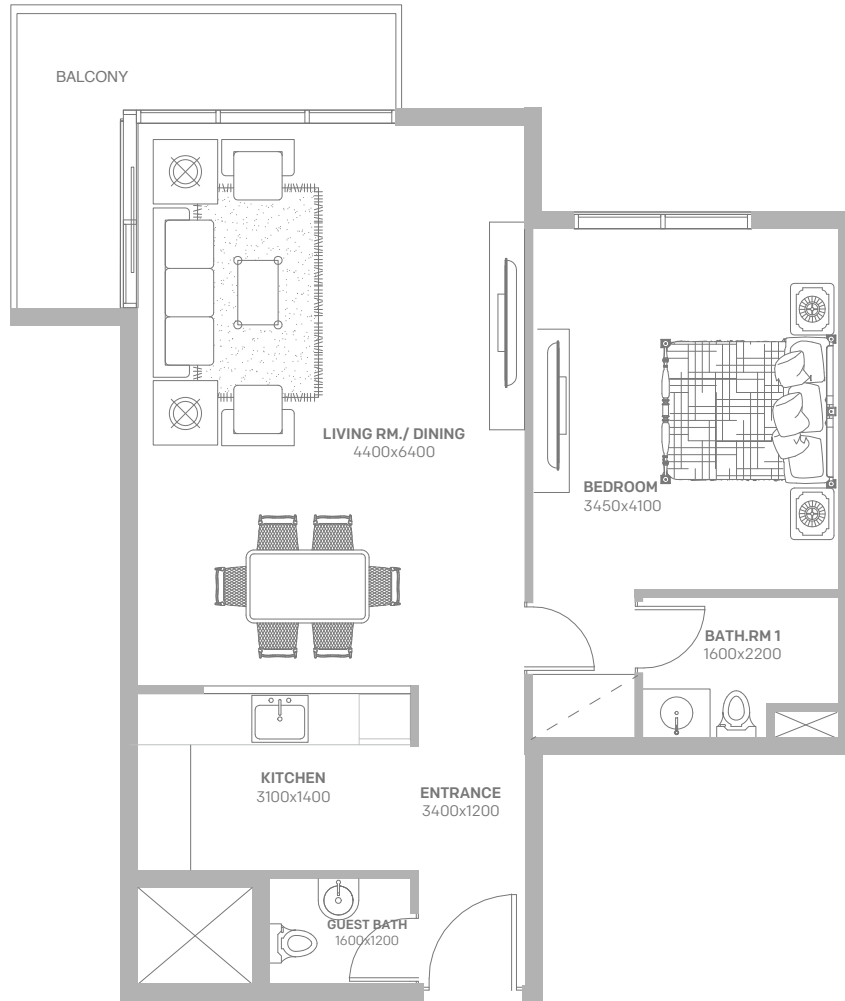 BALCONY
LIVING RM./ DINING
4400x6400
BEDROOM
3450x4100
BATH.RM 1
1600x2200
KITCHEN
3100x1400
ENTRANCE
3400x1200
GUEST BATH
1600x1200